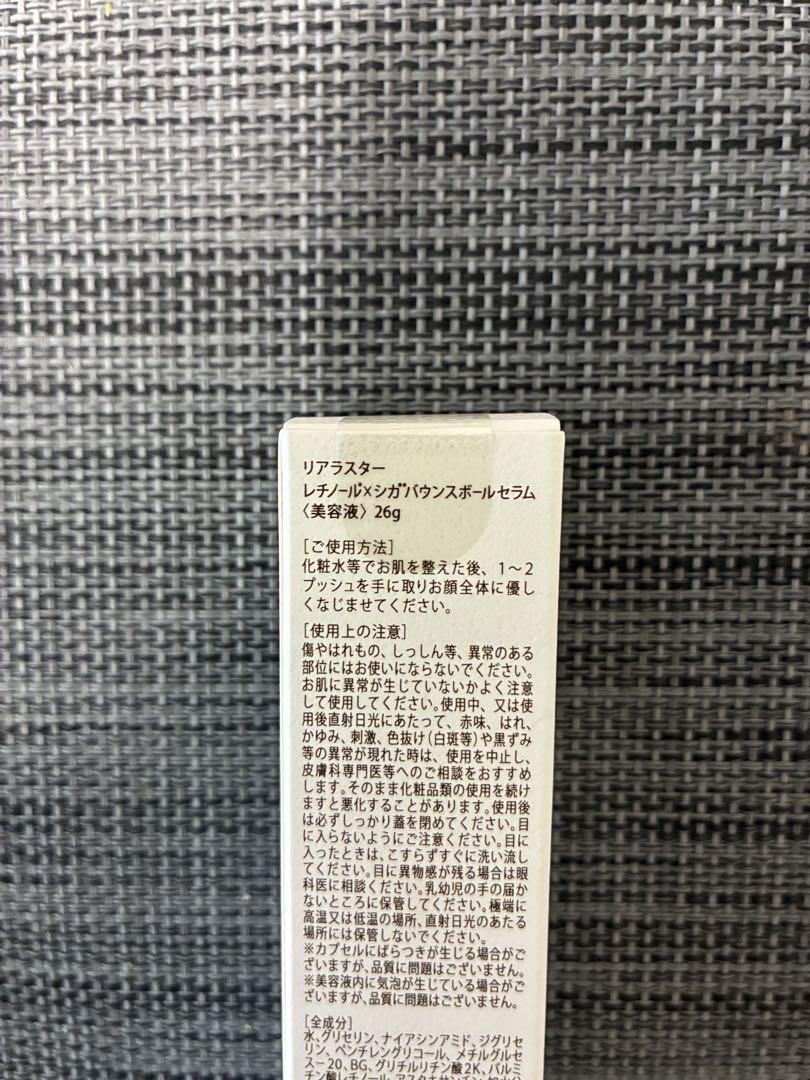 リアラスター
レチノール×シカバウンスボールセラム
〈美容液〉 26g
［ご使用方法］
化粧水等でお肌を整えた後、1～2
プッシュを手に取りお顔全体に優し
くなじませてください。
［使用上の注意］
傷やはれもの、しっしん等、異常のある
部位にはお使いにならないでください。
お肌に異常が生じていないかよく注意
して使用してください。使用中、又は使
用後直射日光にあたって、赤味、はれ、
かゆみ、刺激、色抜け（白斑等）や黒ずみ
等の異常が現れた時は、使用を中止し、
皮膚科専門医等へのご相談をおすすめ
します。そのまま化粧品類の使用を続け
ますと悪化することがあります。使用後
は必ずしっかり蓋を閉めてください。目
に入らないようにご注意ください。目に
入ったときは、こすらずすぐに洗い流し
てください。目に異物感が残る場合は眼
科医に相談ください。乳幼児の手の届か
ないところに保管してください。極端に
高温又は低温の場所、直射日光のあたる
場所には保管しないでください。
※カプセルにばらつきが生じる場合がご
ざいますが、品質に問題はございません。
※美容液内に気泡が生じている場合がご
ざいますが、品質に問題はございません。
［全成分］
水、グリセリン、ナイアシンアミド、ジグリセ
リン、ペンチレングリコール、メチルグルセ
ス－20、BG、グリチルリチン酸2K、パルミ
チン酸レチノール、アスタキサンチン、